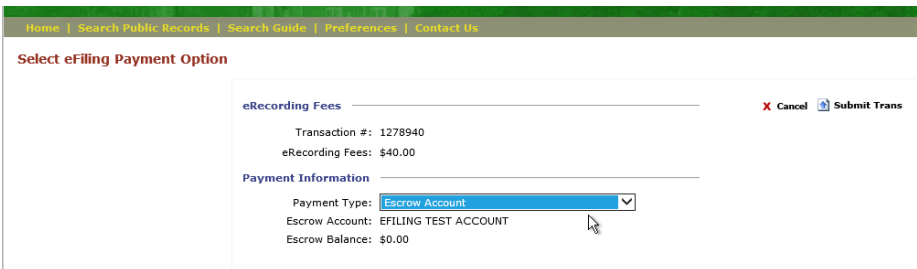 Home | Search Public Records | Search Guide | Preferences | Contact Us
Select eFiling Payment Option
eRecording Fees
X Cancel Submit Trans
Transaction #: 1278940
eRecording Fees: $40.00
Payment Information
Payment Type: Escrow Account
Escrow Account: EFILING TEST ACCOUNT
Escrow Balance: $0.00